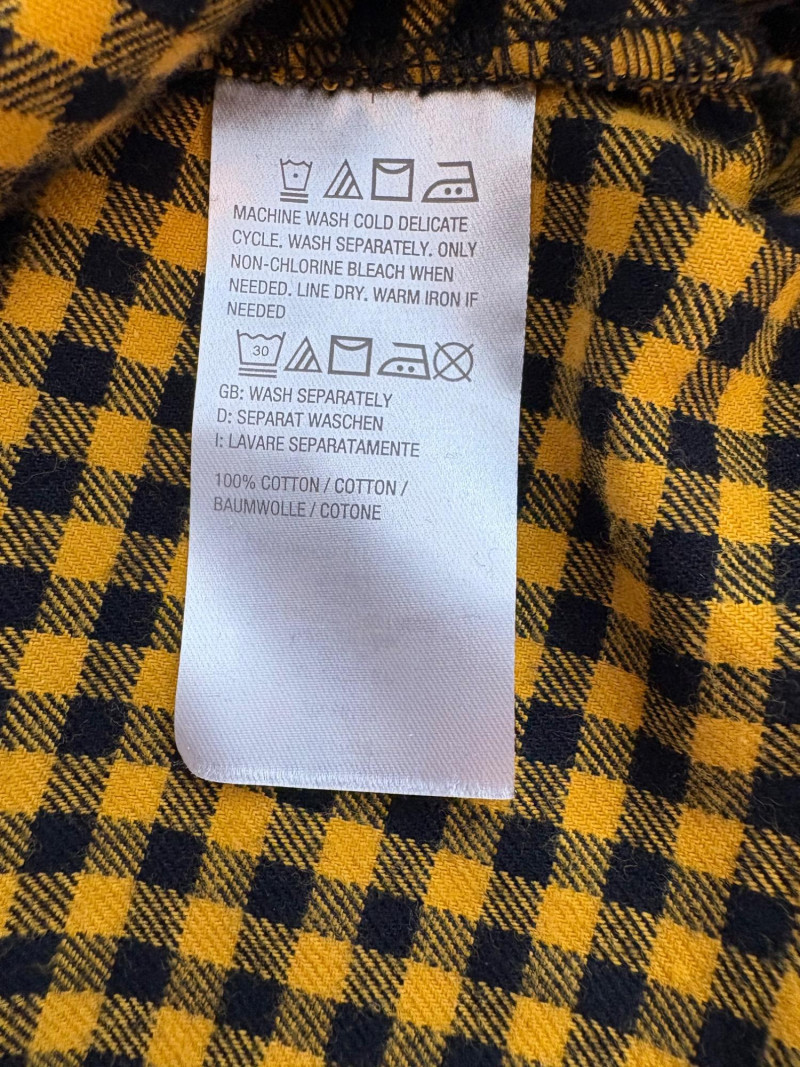 MACHINE WASH COLD DELICATE
CYCLE. WASH SEPARATELY. ONLY
NON-CHLORINE BLEACH WHEN
NEEDED. LINE DRY. WARM IRON IF
NEEDED
30
GB: WASH SEPARATELY
D: SEPARAT WASCHEN
I: LAVARE SEPARATAMENTE
100% COTTON / COTTON /
BAUMWOLLE / COTONE